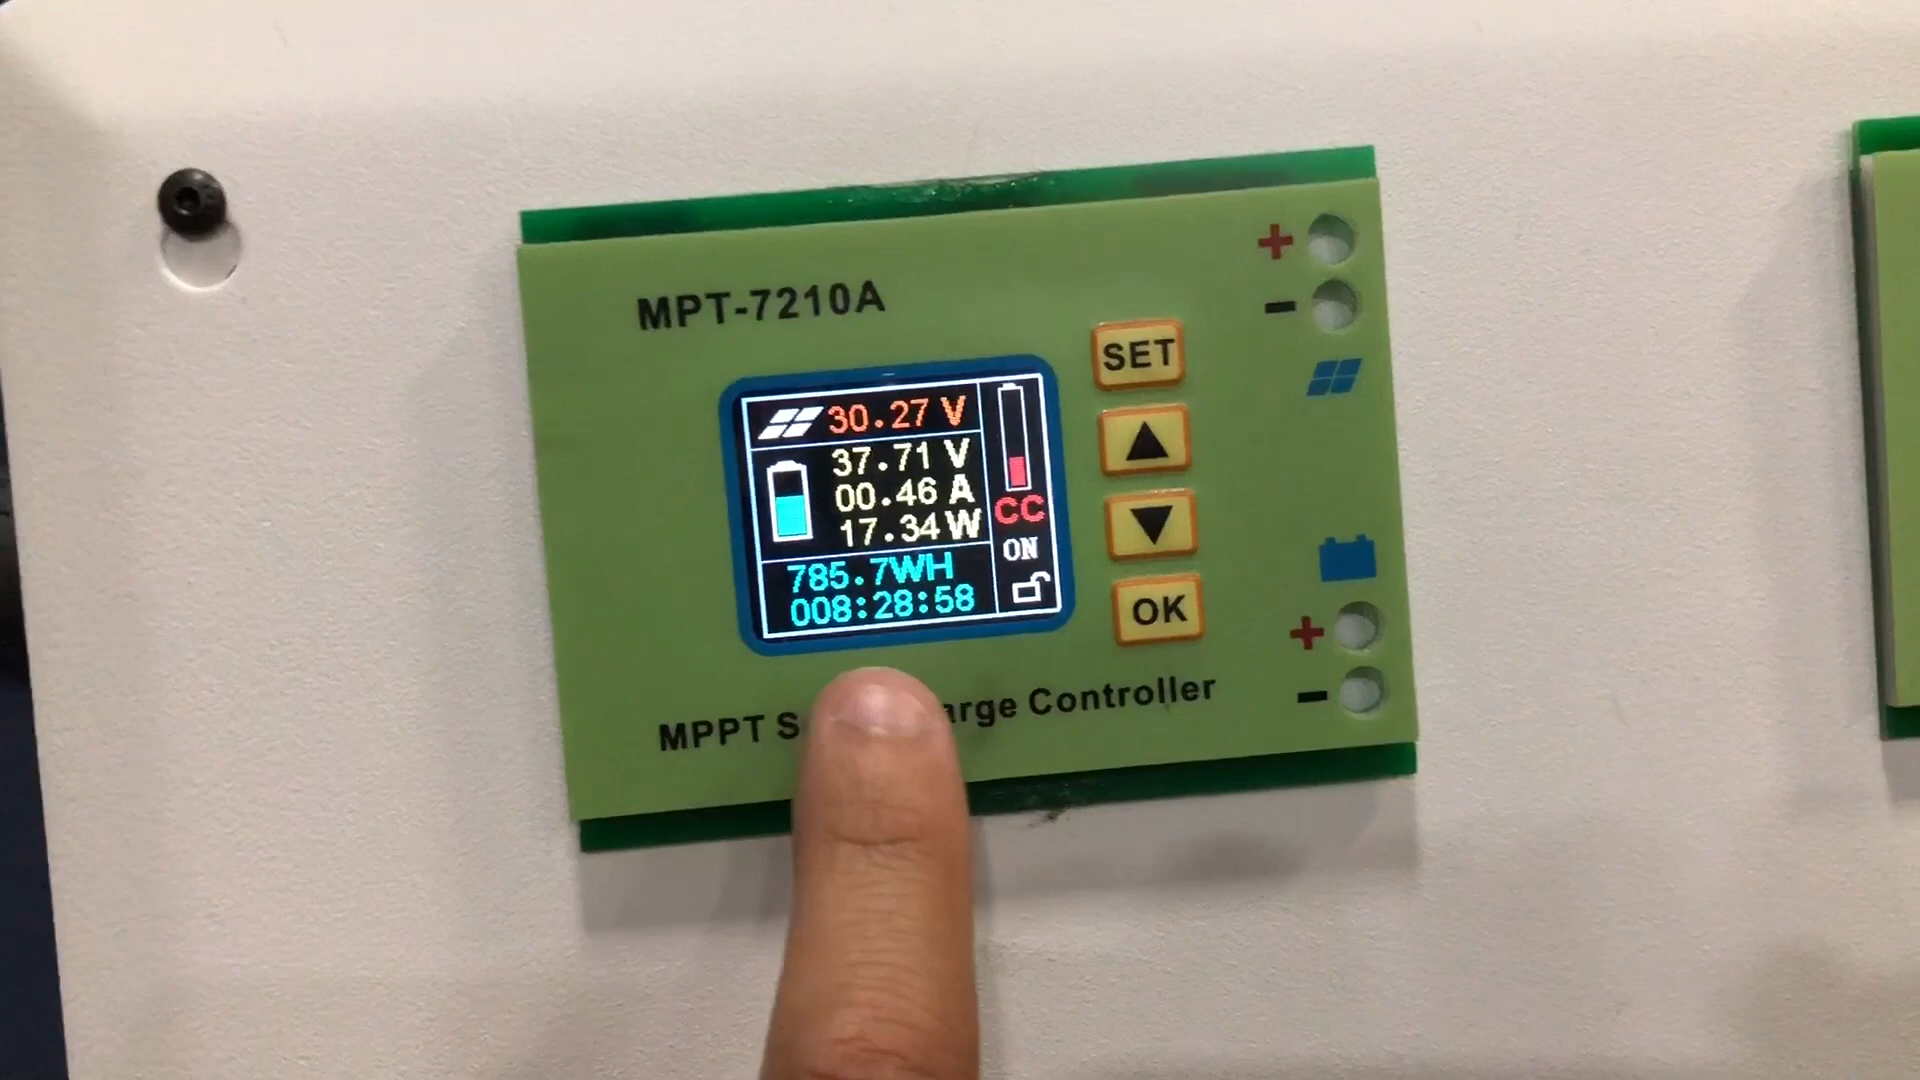 MPT-7210A
30.27 V
37.71 V
00.46 A
17.34 W
785.7WH
008:28:58
CC
ON
SET
▲
▼
OK
+
-
+
-
MPPT S arge Controller